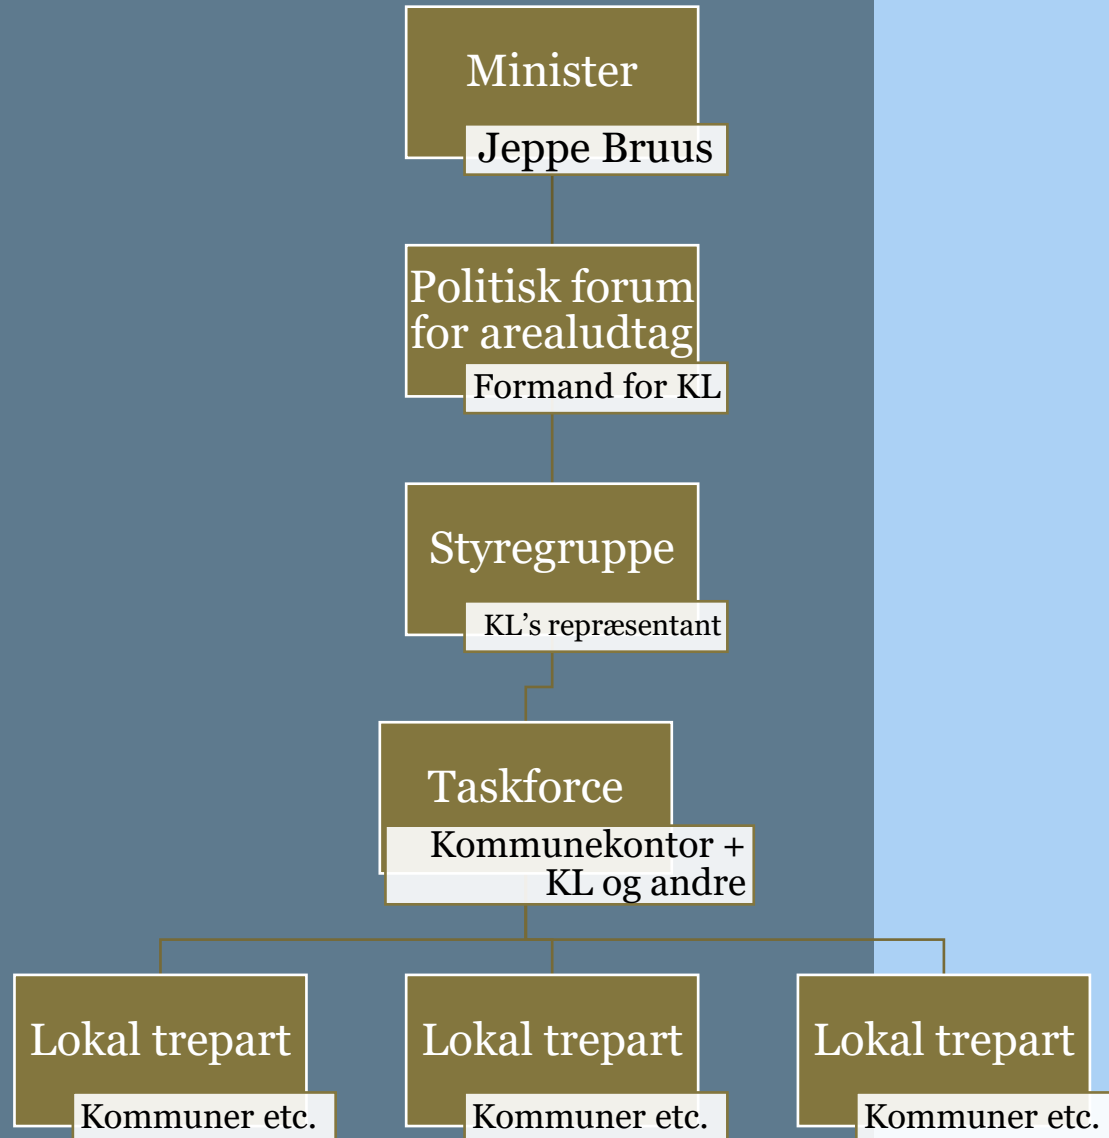 Minister
Jeppe Bruus
Politisk forum
for arealudtag
Formand for KL
Styregruppe
KL’s repræsentant
Taskforce
Kommunekontor +
KL og andre
Lokal trepart
Kommuner etc.
Lokal trepart
Kommuner etc.
Lokal trepart
Kommuner etc.